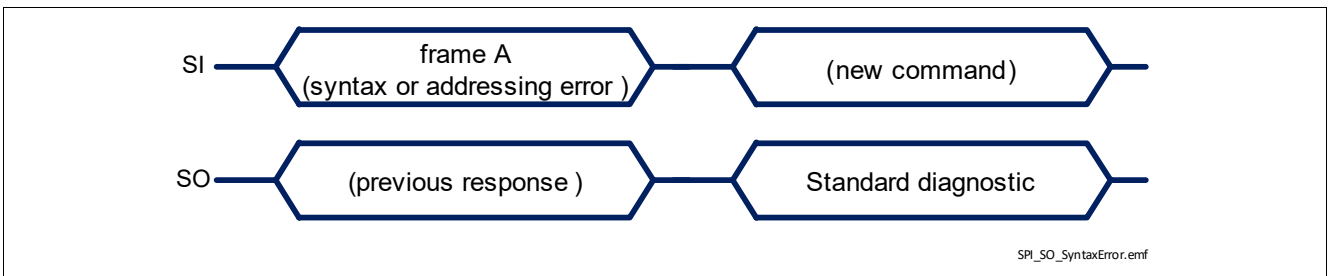 SI
frame A
(syntax or addressing error )
(new command)
SO
(previous response )
Standard diagnostic
SPI_SO_SyntaxError.emf